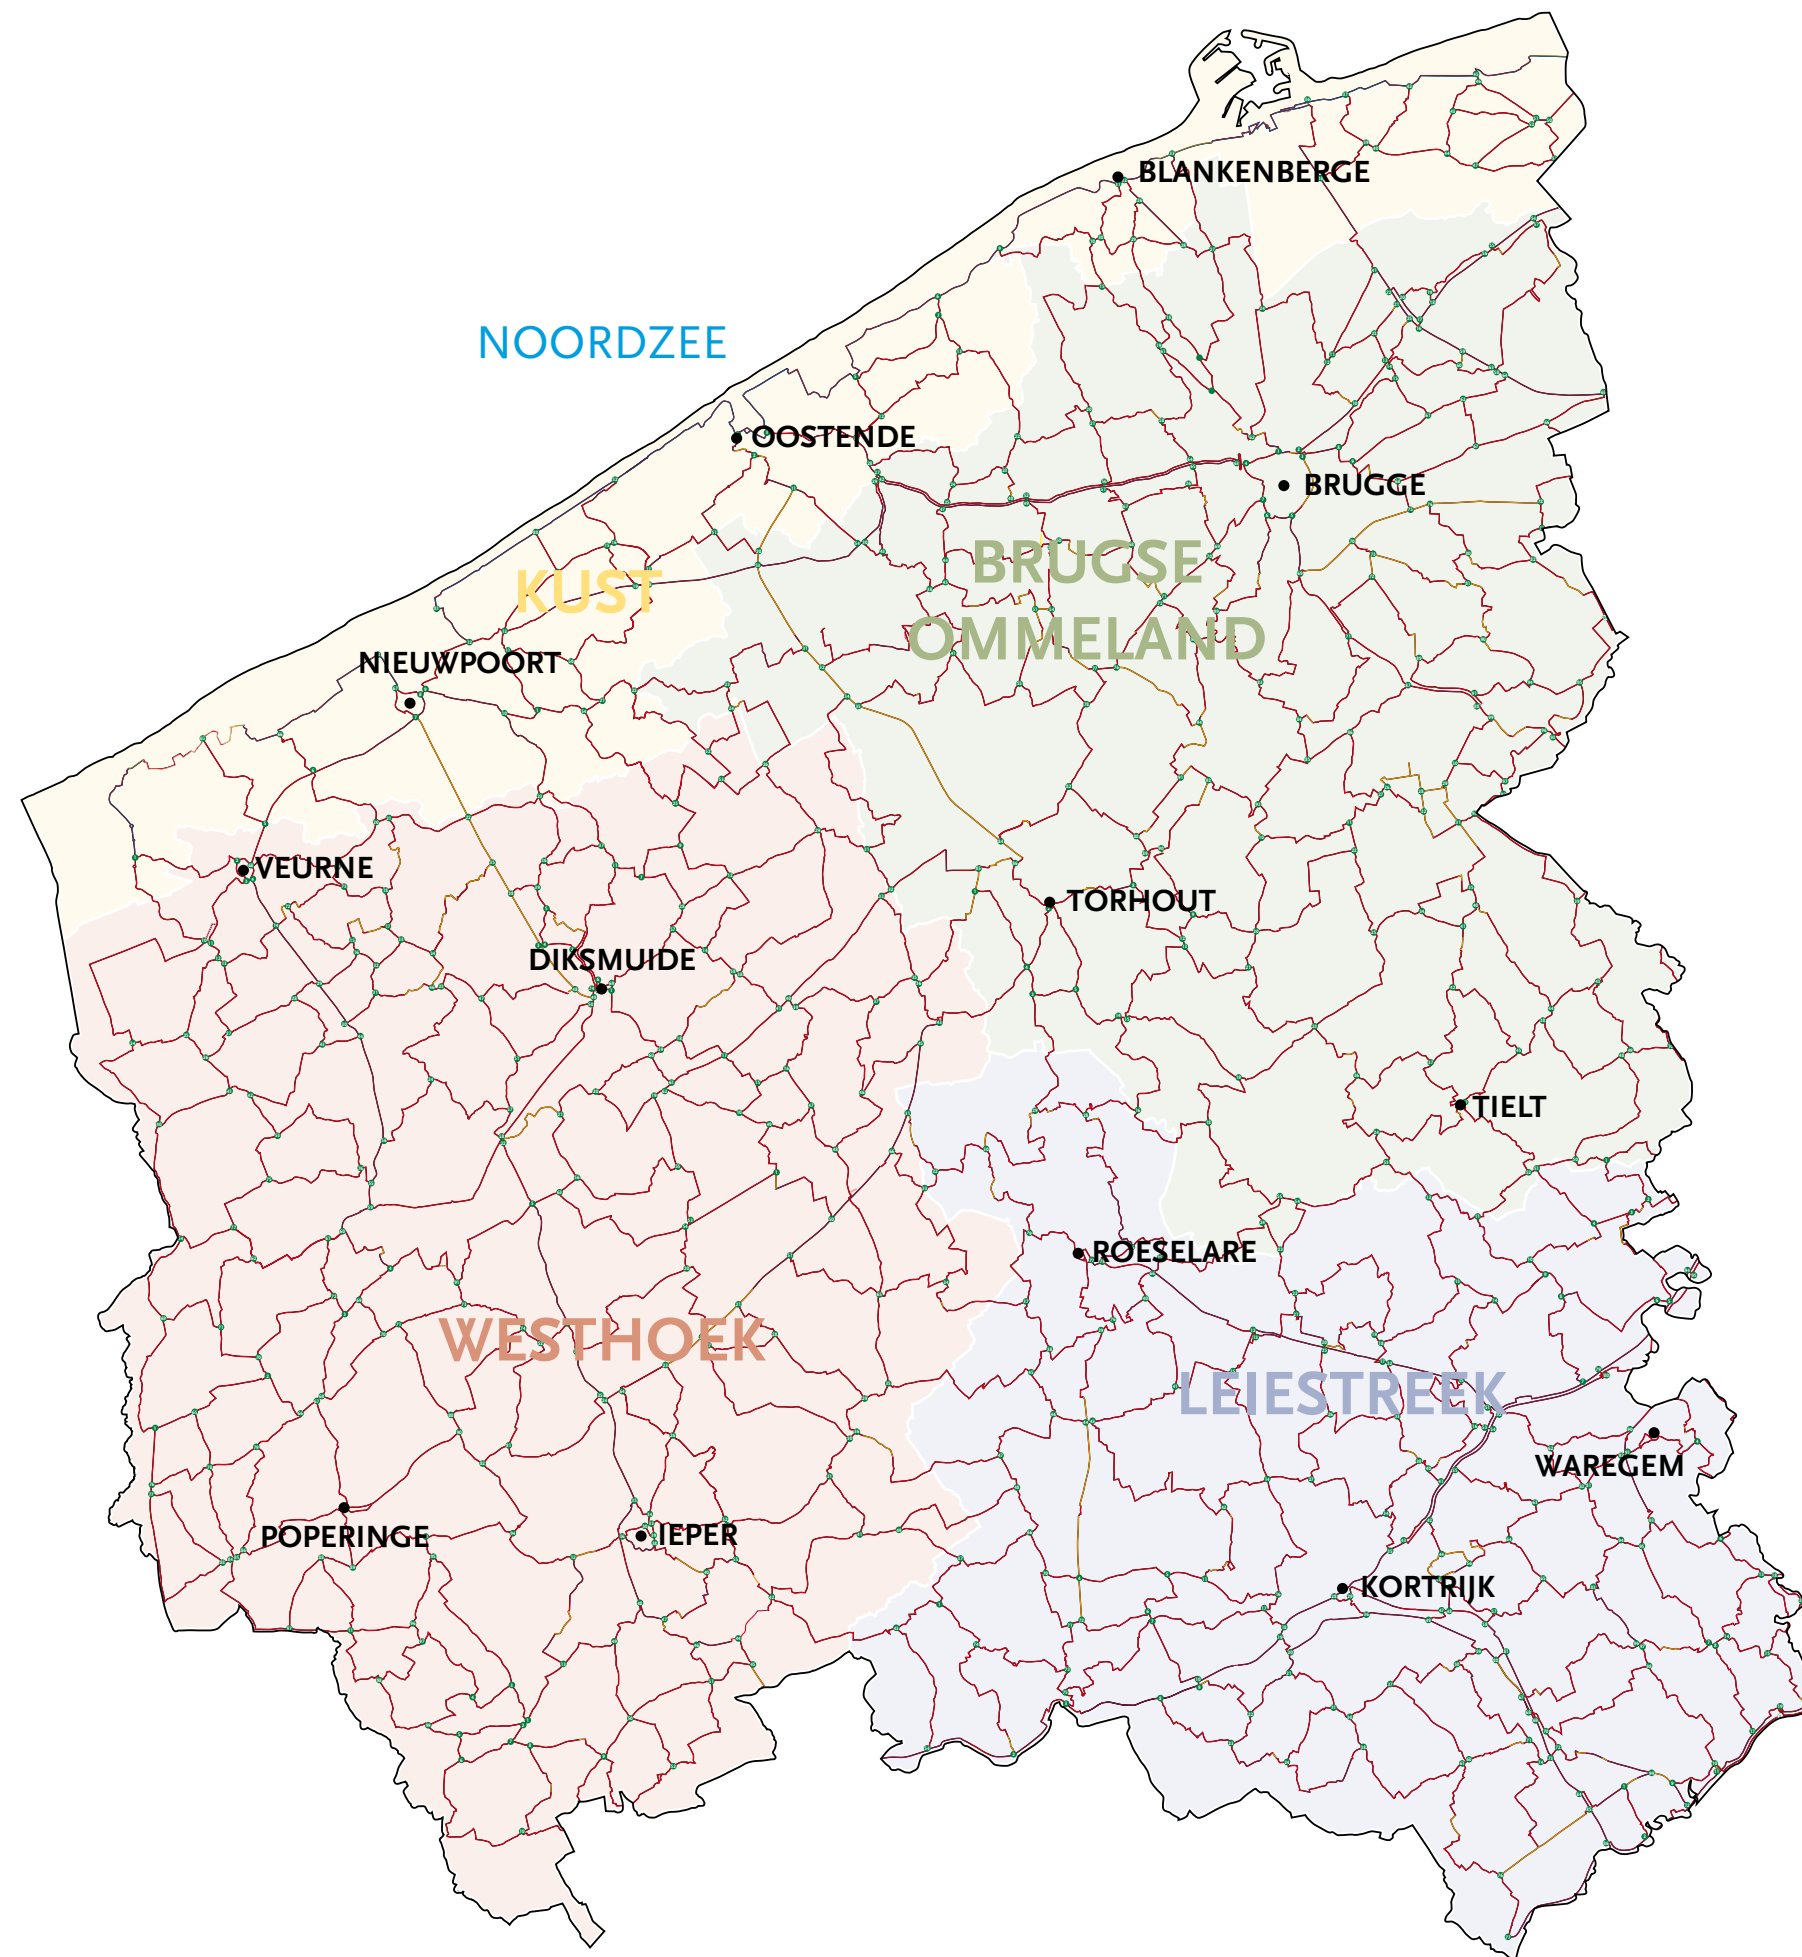 BLANKENBERGE
NOORDZEE
OOSTENDE
BRUGGE
BRUGSE
OMMELAND
KUST
NIEUWPOORT
VEURNE
TORHOUT
DIKSMUIDE
TIELT
ROESELARE
WESTHOEK
LEIESTREEK
WAREGEM
POPERINGE
IEPER
KORTRIJK